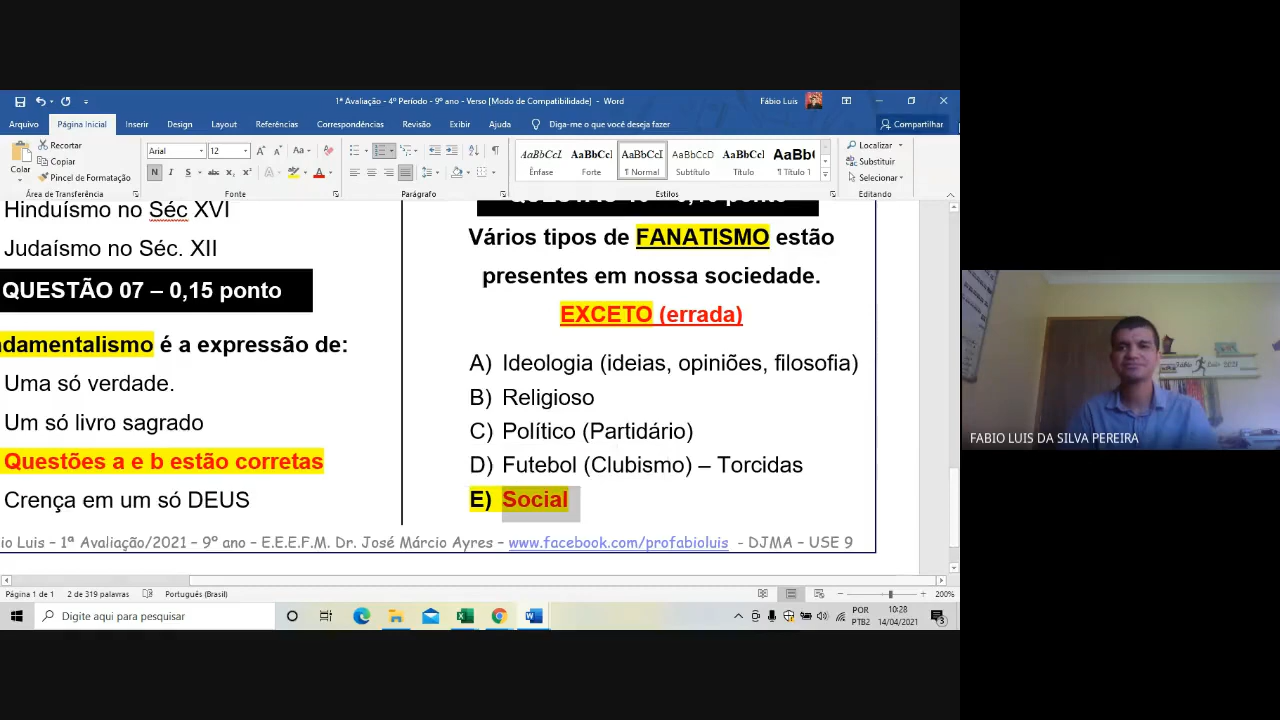 1ª Avaliação - 4º Período - 9º ano - Verso [Modo de Compatibilidade] - Word
Fábio Luis
Arquivo
Página Inicial
Inserir
Design
Layout
Referências
Correspondências
Revisão
Exibir
Ajuda
Diga-me o que você deseja fazer
Compartilhar
Colar
Recortar
Copiar
Pincel de Formatação
Área de Transferência
Arial
12
Fonte
Parágrafo
AaBbCcI
Ênfase
AaBbCcl
Forte
AaBbCcI
¶ Normal
AaBbCcD
Subtítulo
AaBbCcl
Título
AaBb(
¶ Título 1
Estilos
Localizar
Substituir
Selecionar
Editando
Hinduísmo no Séc XVI
Judaísmo no Séc. XII
QUESTÃO 07 – 0,15 ponto
ndamentalismo é a expressão de:
Uma só verdade.
Um só livro sagrado
Questões a e b estão corretas
Crença em um só DEUS
Vários tipos de FANATISMO estão
presentes em nossa sociedade.
EXCETO (errada)
A) Ideologia (ideias, opiniões, filosofia)
B) Religioso
C) Político (Partidário)
D) Futebol (Clubismo) – Torcidas
E) Social
io Luis – 1ª Avaliação/2021 – 9º ano – E.E.E.F.M. Dr. José Márcio Ayres – www.facebook.com/profabioluis - DJMA – USE 9
Página 1 de 1
2 de 319 palavras
Português (Brasil)
200%
Digite aqui para pesquisar
POR
PTB2
10:28
14/04/2021
3
FABIO LUIS DA SILVA PEREIRA